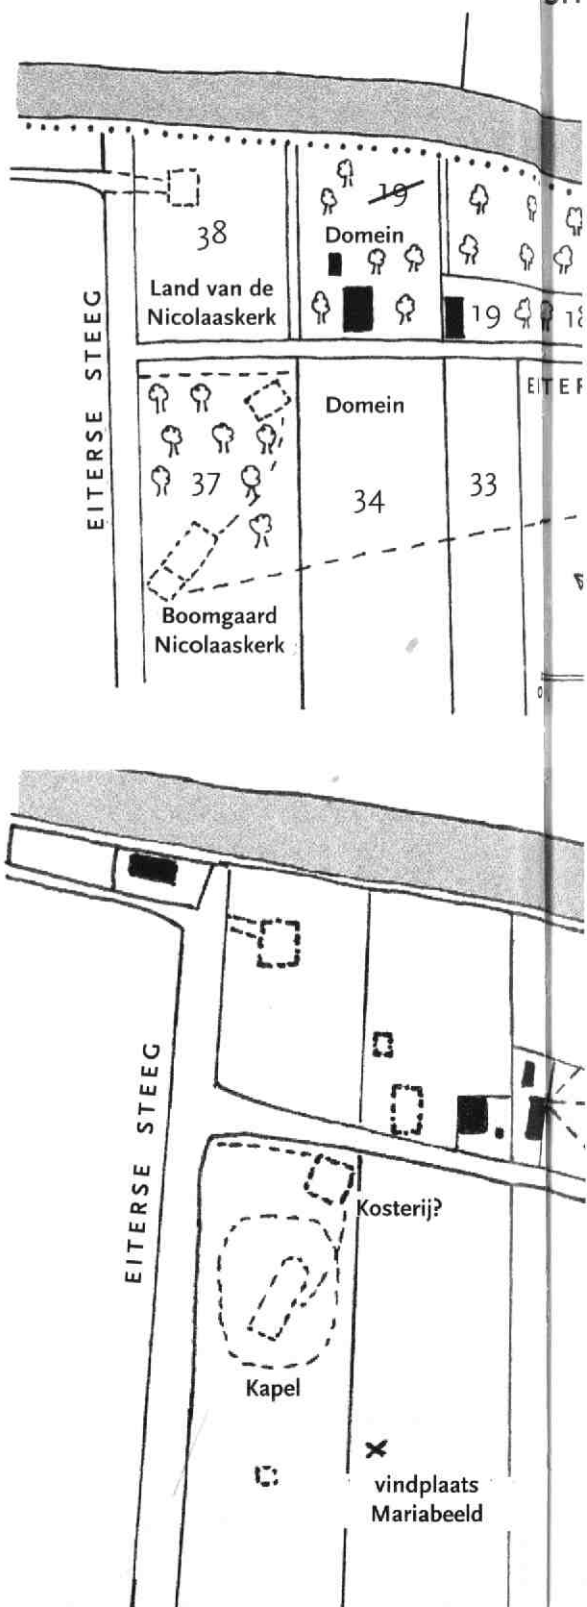 19
38
Domein
Land van de
Nicolaaskerk
19
EITERSE STEEG
Domein
37
34
33
Boomgaard
Nicolaaskerk
EITERSE STEEG
Kosterij?
Kapel
vindplaats
Mariabeeld